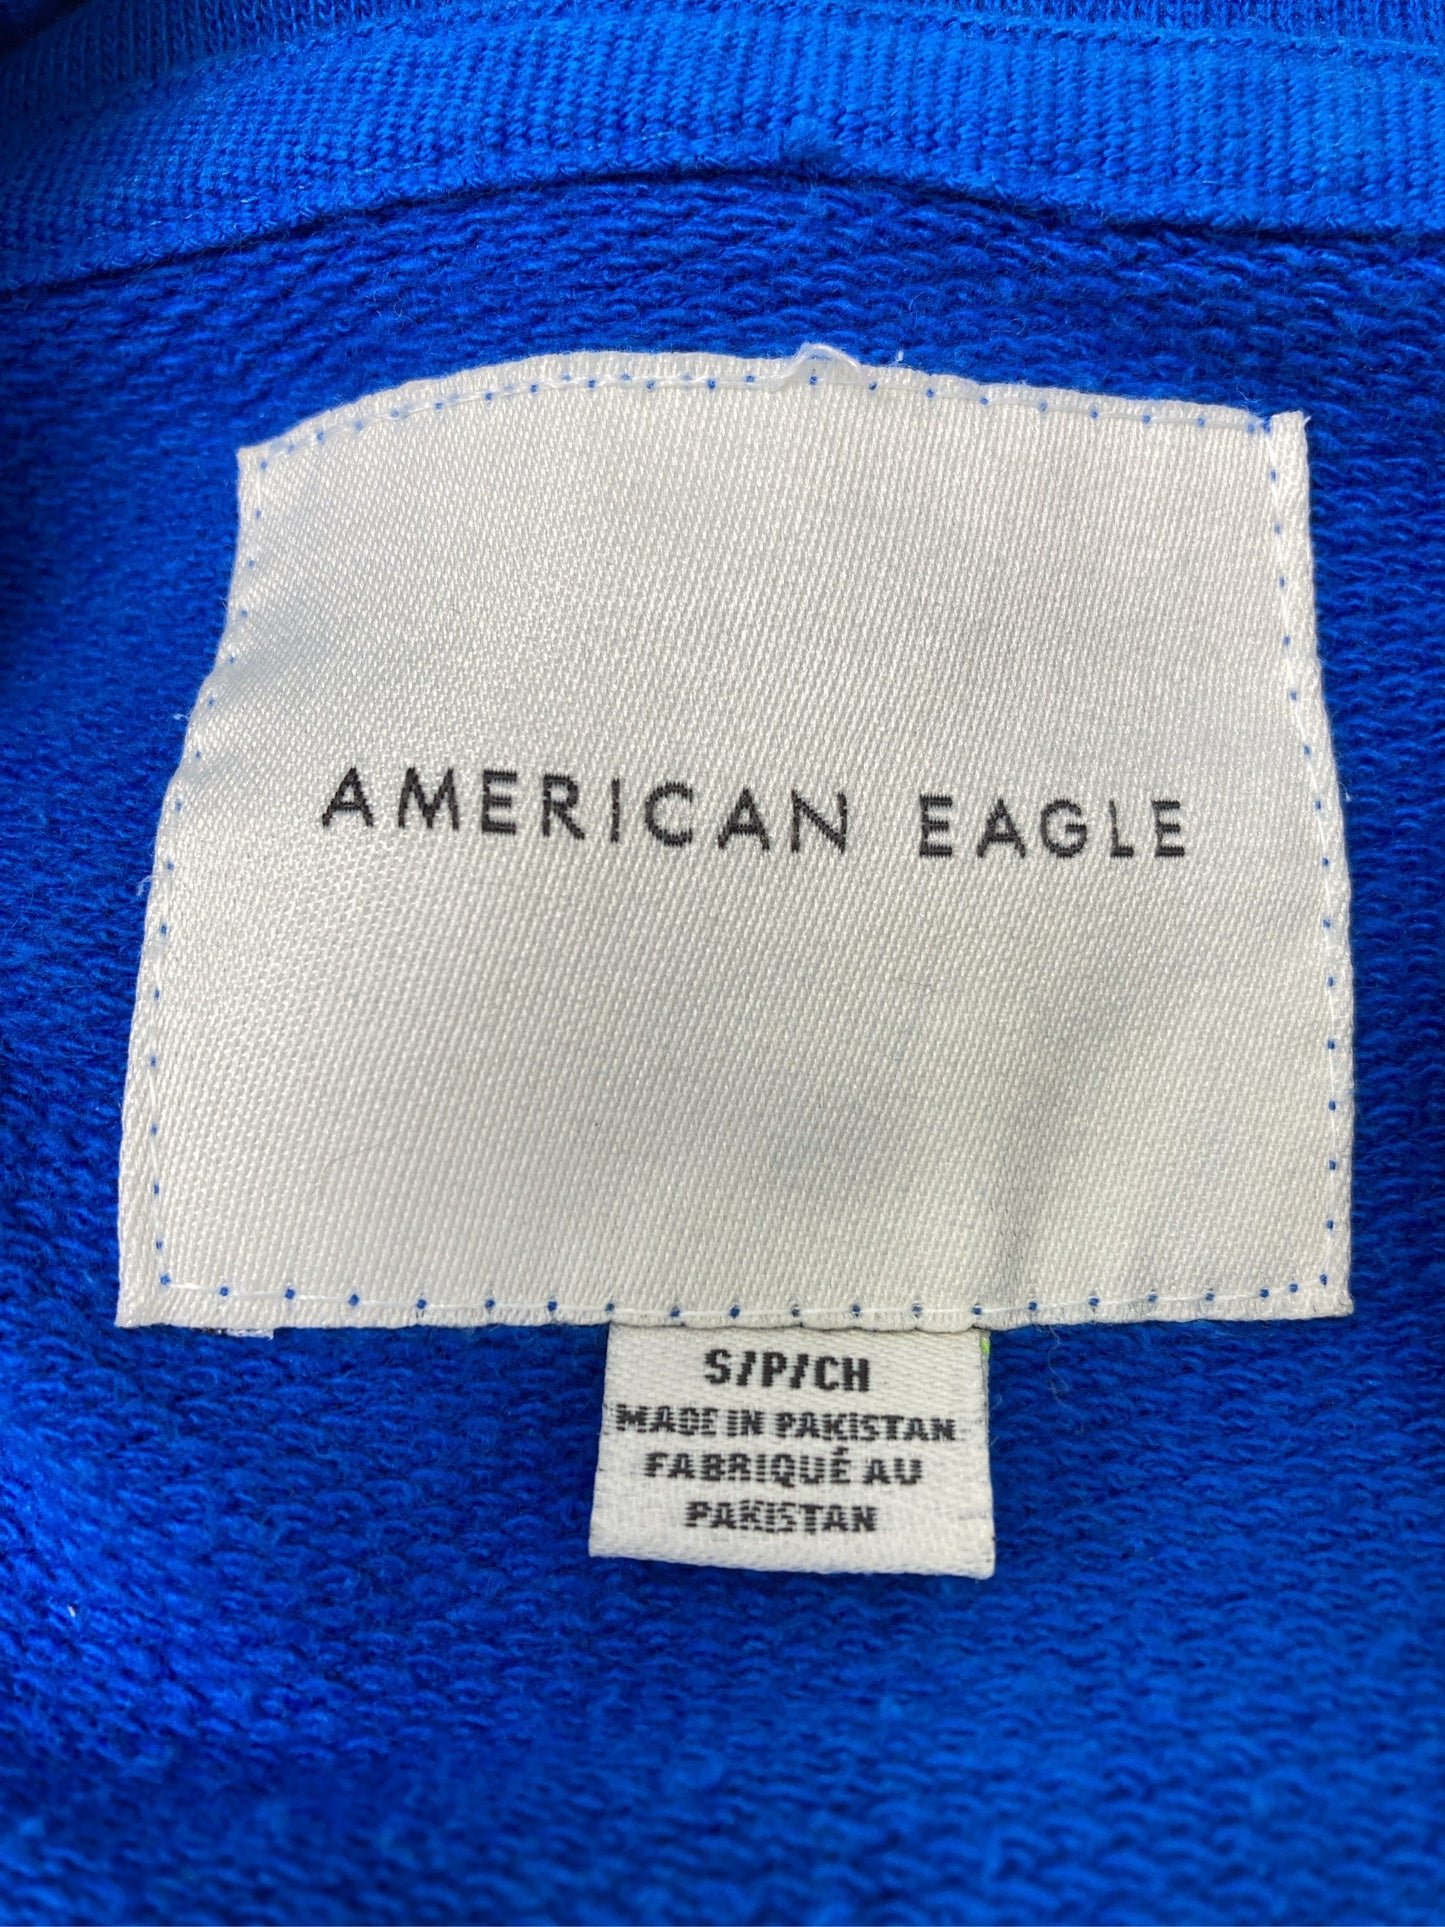 AMERICAN EAGLE
S/P/CH
MADE IN PAKISTAN
FABRIQUÉ AU
PAKISTAN